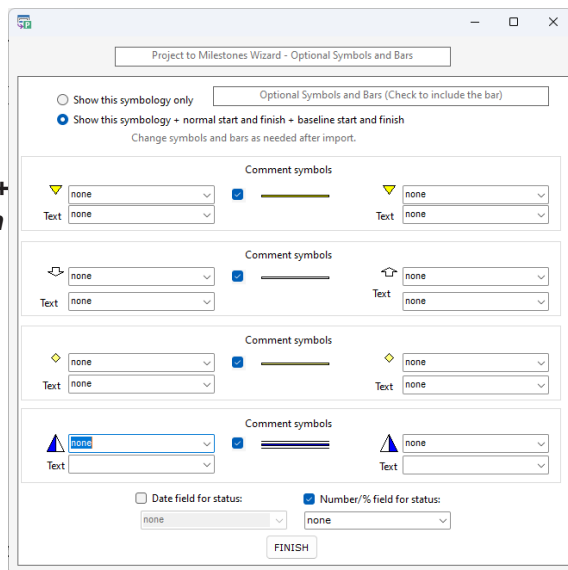 Project to Milestones Wizard - Optional Symbols and Bars
Show this symbology only
Optional Symbols and Bars (Check to include the bar)
Show this symbology + normal start and finish + baseline start and finish
Change symbols and bars as needed after import.
Comment symbols
none none
Text none none
Comment symbols
none none
Text none Text none
Comment symbols
none none
Text none Text none
Comment symbols
none none
Text Text
Date field for status: Number/% field for status:
none none
FINISH